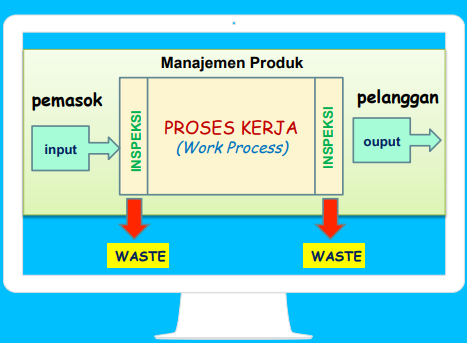 Manajemen Produk
pemasok
pelanggan
input
INSPEKSI
PROSES KERJA
(Work Process)
INSPEKSI
ouput
WASTE
WASTE